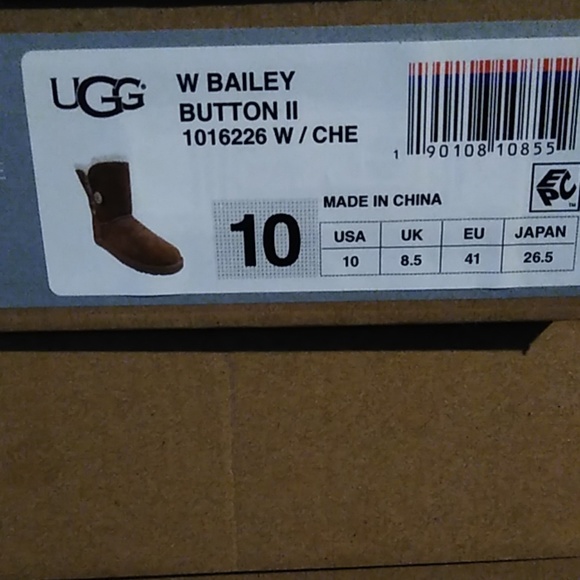 UGG
W BAILEY
BUTTON II
1016226 W / CHE
1 90108 10855
EPC
MADE IN CHINA
10
USA UK EU JAPAN
10 8.5 41 26.5